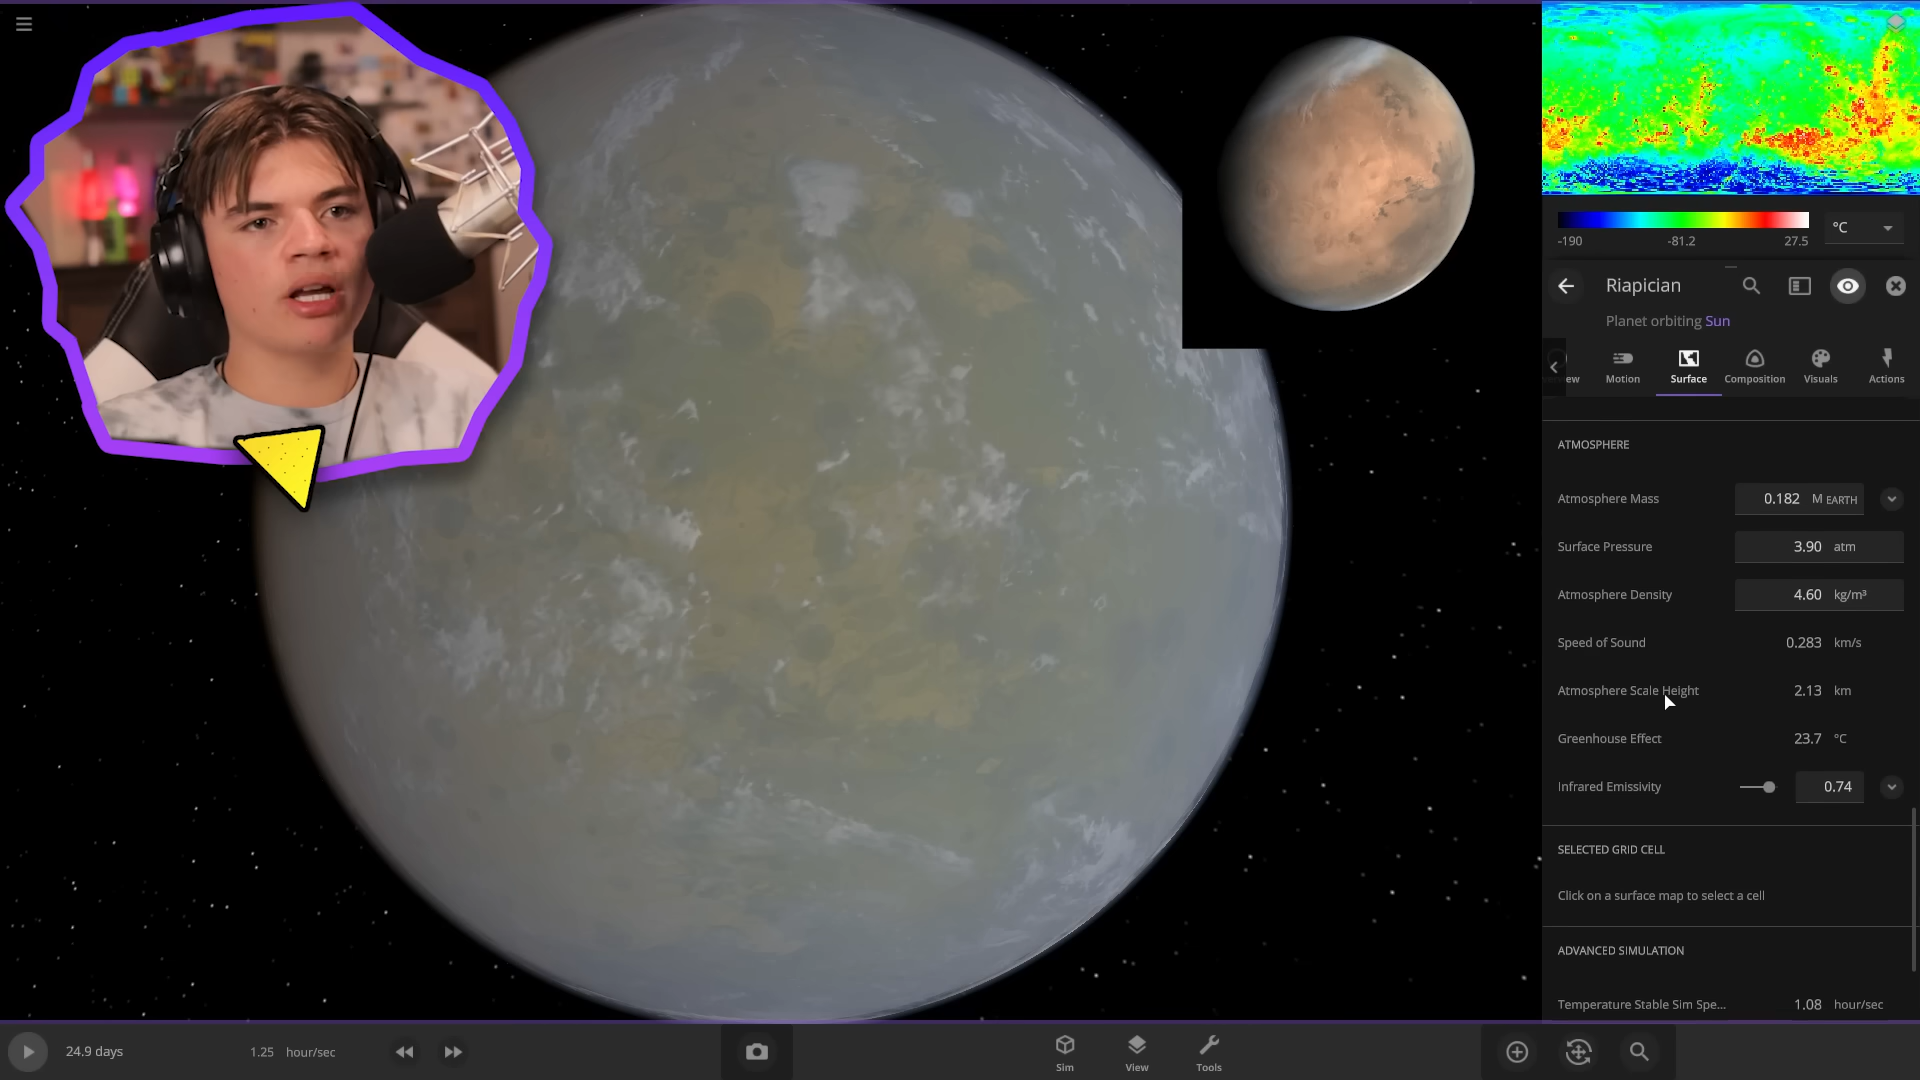 -190 -81.2 27.5
°C
Riapician
Planet orbiting Sun
Motion Surface Composition Visuals Actions
ATMOSPHERE
Atmosphere Mass 0.182 M EARTH
Surface Pressure 3.90 atm
Atmosphere Density 4.60 kg/m³
Speed of Sound 0.283 km/s
Atmosphere Scale Height 2.13 km
Greenhouse Effect 23.7 °C
Infrared Emissivity 0.74
SELECTED GRID CELL
Click on a surface map to select a cell
ADVANCED SIMULATION
Temperature Stable Sim Spe... 1.08 hour/sec
24.9 days 1.25 hour/sec
Sim View Tools